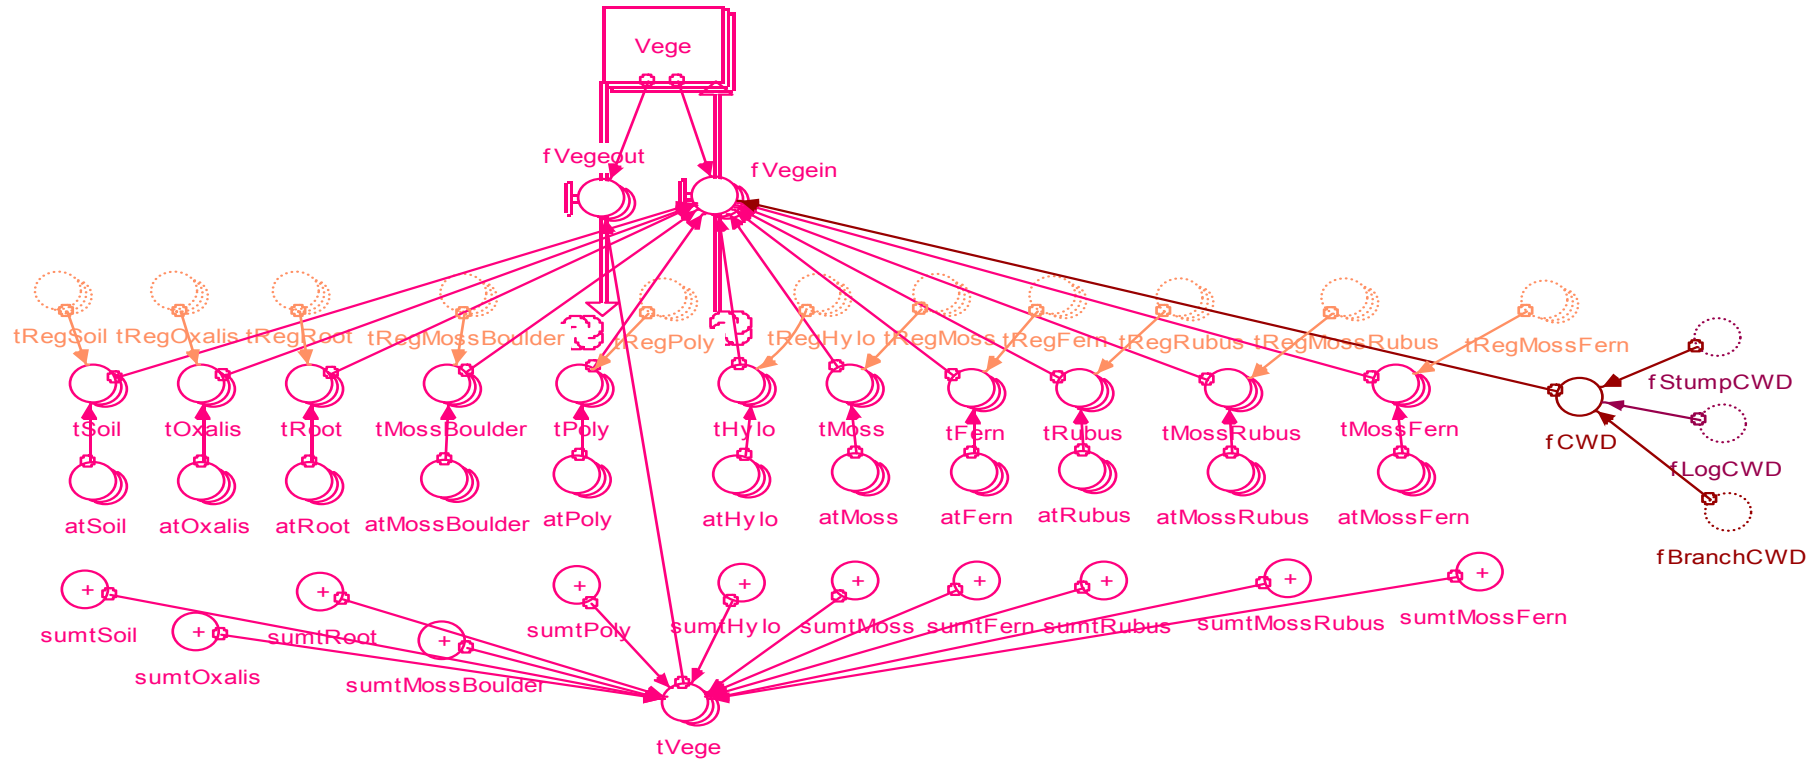 Vege
fVegeout
fVegein
tRegSoil
tRegOxalis
tRegRoot
tRegMossBoulder
tRegPoly
tRegHylo
tRegMoss
tRegFern
tRegRubus
tRegMossRubus
tRegMossFern
fStumpCWD
tSoil
tOxalis
tRoot
tMossBoulder
tPoly
tHylo
tMoss
tFern
tRubus
tMossRubus
tMossFern
fCWD
fLogCWD
atSoil
atOxalis
atRoot
atMossBoulder
atPoly
atHylo
atMoss
atFern
atRubus
atMossRubus
atMossFern
fBranchCWD
+
+
+
+
+
+
+
+
+
+
+
sumtSoil
sumtRoot
sumtPoly
sumtHylo
sumtMoss
sumtFern
sumtRubus
sumtMossRubus
sumtMossFern
sumtOxalis
sumtMossBoulder
tVege